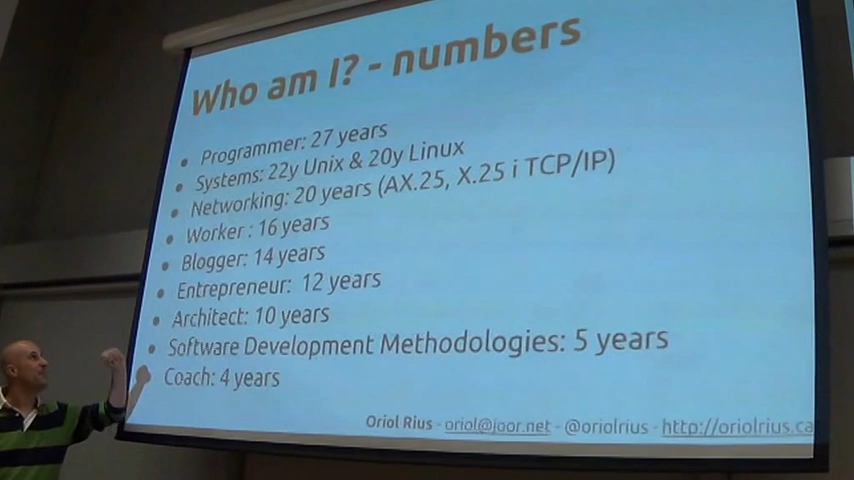 Who am I? - numbers
• Programmer: 27 years
• Systems: 22y Unix & 20y Linux
• Networking: 20 years (AX.25, X.25 i TCP/IP)
• Worker : 16 years
• Blogger: 14 years
• Entrepreneur: 12 years
• Architect: 10 years
• Software Development Methodologies: 5 years
Coach: 4 years
Oriol Rius - oriol@joor.net - @oriolrius - http://oriolrius.ca